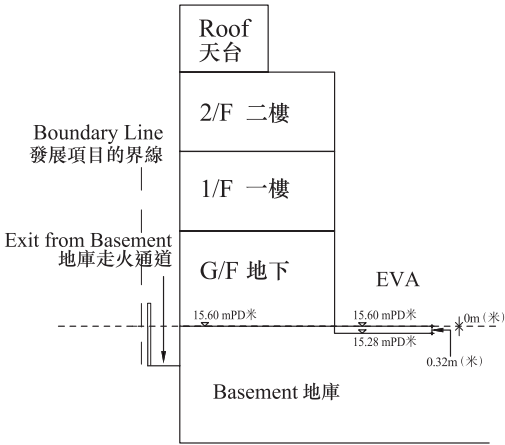 Roof
天台
2/F 二樓
Boundary Line
發展項目的界線
1/F 一樓
Exit from Basement
地庫走火通道
G/F 地下
EVA
15.60 mPD米
15.60 mPD米
0m (米)
15.28 mPD米
0.32m (米)
Basement 地庫